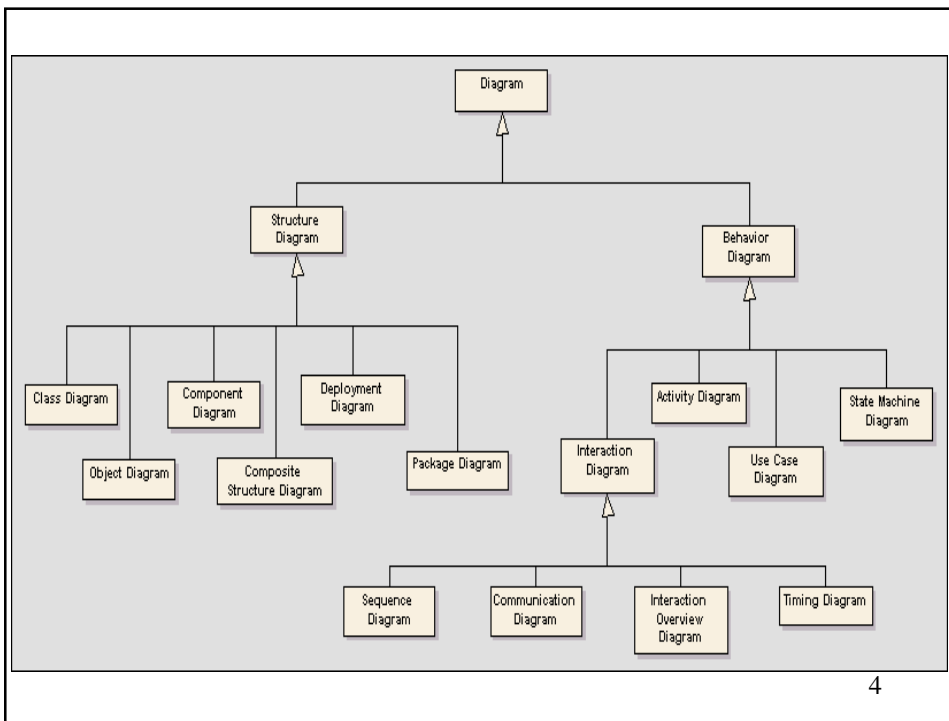 Diagram
Structure
Diagram
Behavior
Diagram
Class Diagram
Component
Diagram
Deployment
Diagram
Activity Diagram
State Machine
Diagram
Object Diagram
Composite
Structure Diagram
Package Diagram
Interaction
Diagram
Use Case
Diagram
Sequence
Diagram
Communication
Diagram
Interaction
Overview
Diagram
Timing Diagram
4